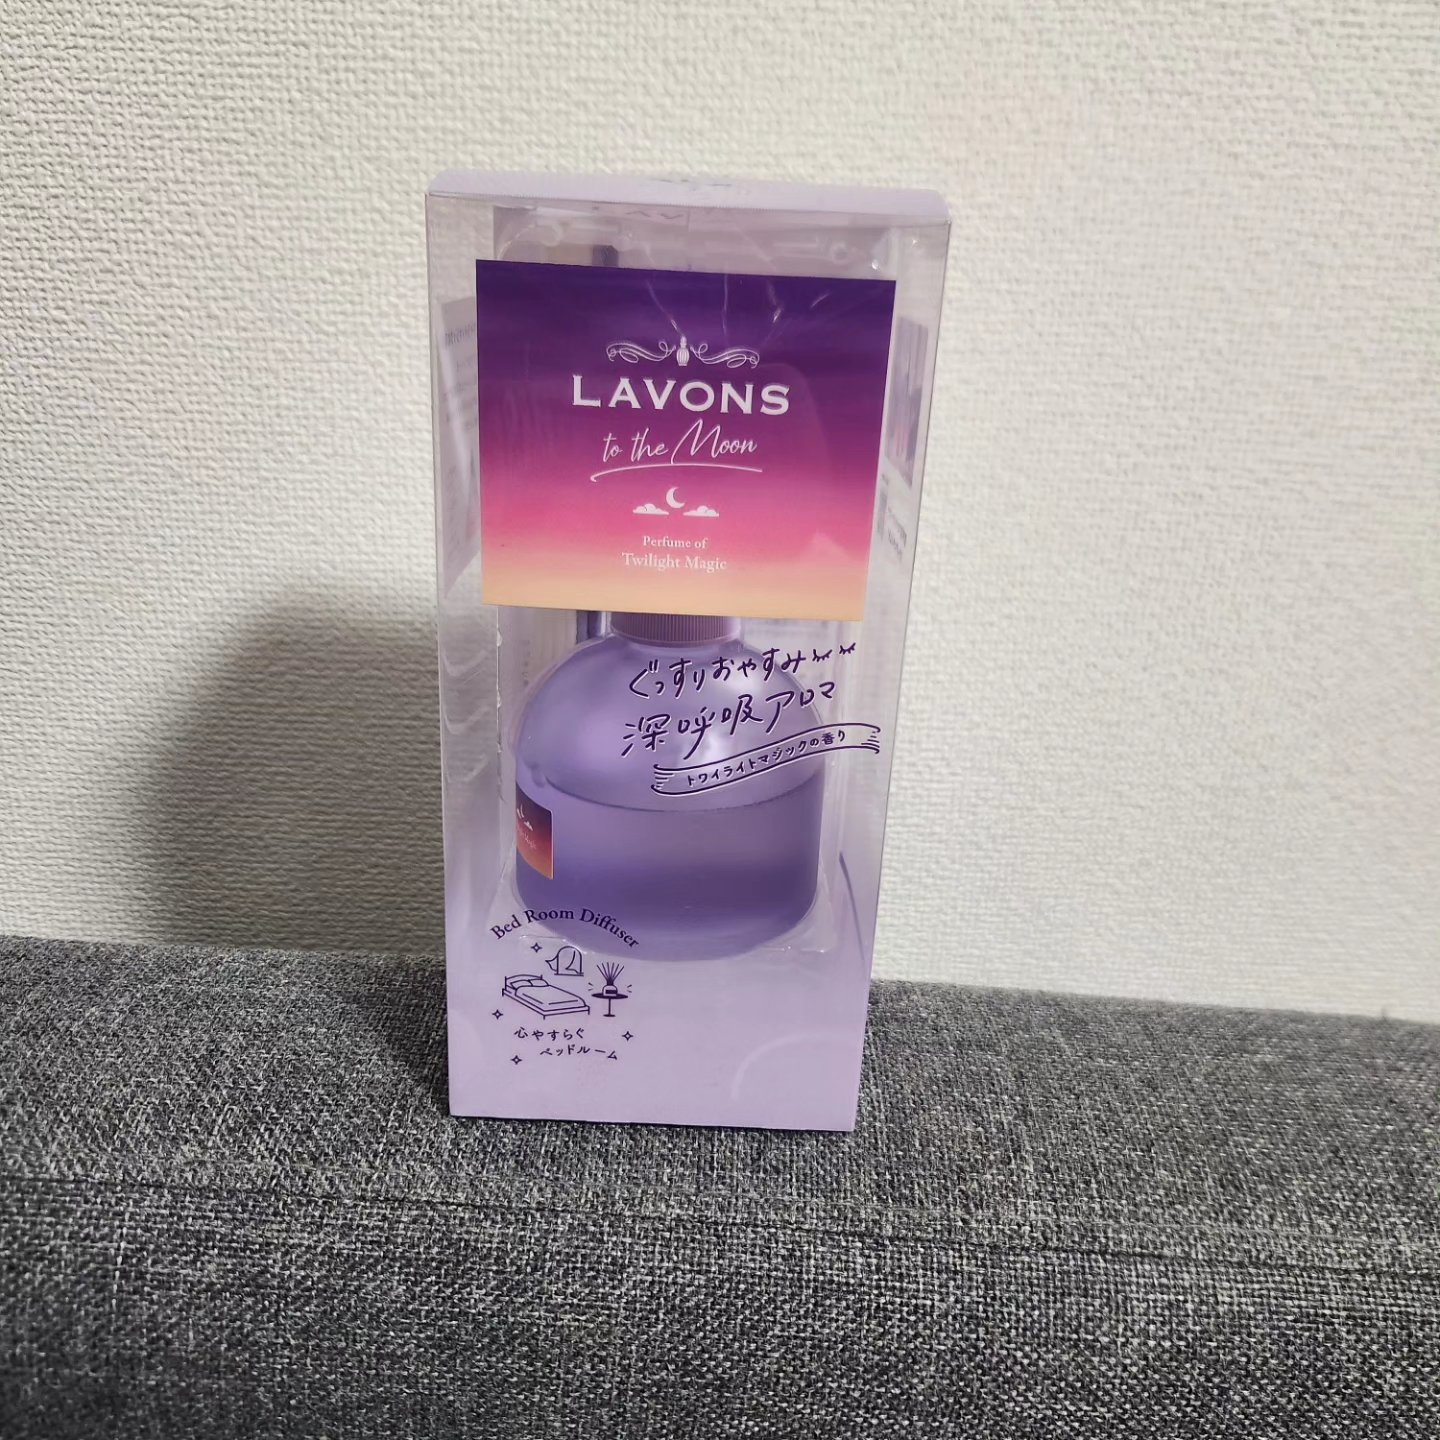 LAVONS
to the Moon
Perfume of
Twilight Magic
ぐっすりおやすみ
深呼吸アロマ
トワイライトマジックの香り
Bed Room Diffuser
心やすらぐ
ベッドルーム